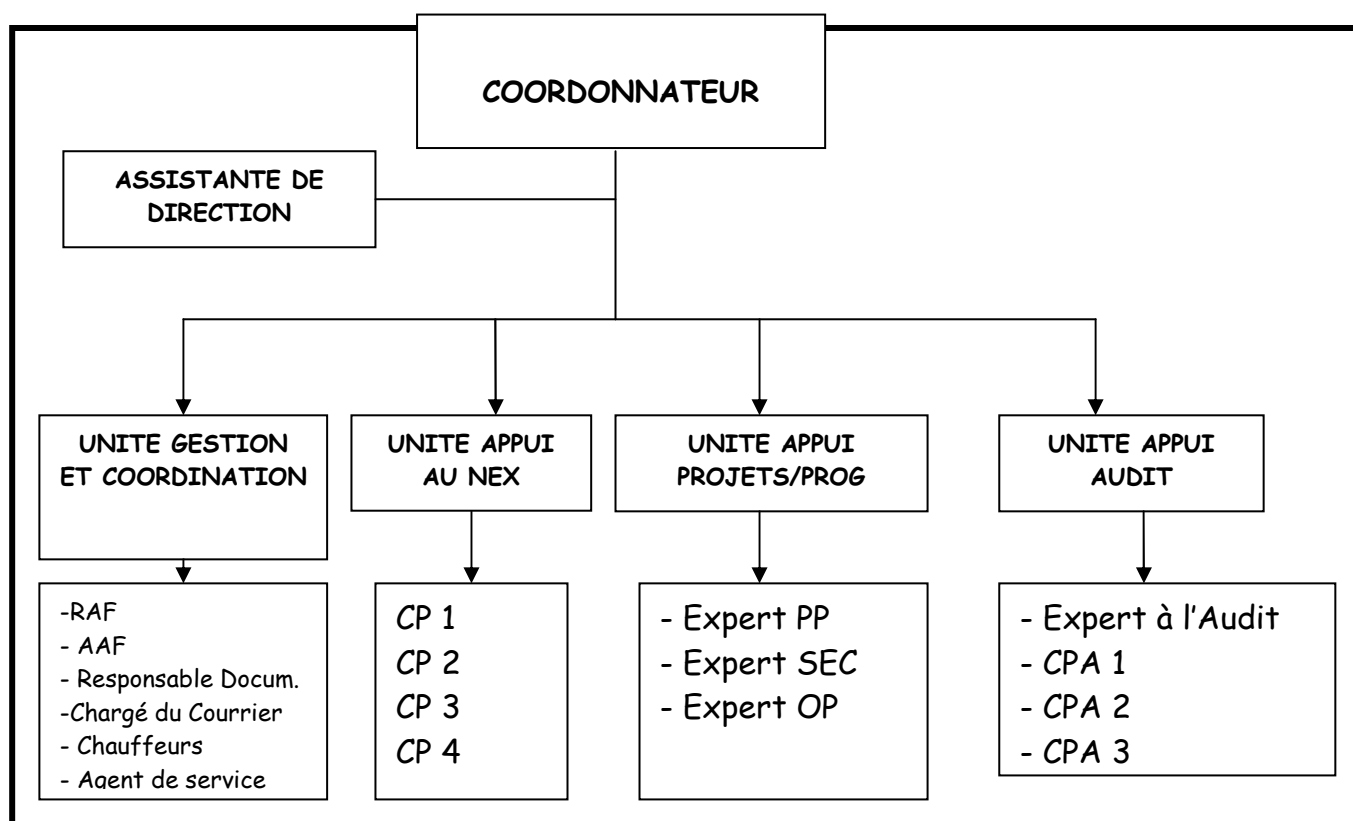 COORDONNATEUR
ASSISTANTE DE
DIRECTION
UNITE GESTION
ET COORDINATION
UNITE APPUI
AU NEX
UNITE APPUI
PROJETS/PROG
UNITE APPUI
AUDIT
-RAF
- AAF
- Responsable Docum.
-Chargé du Courrier
- Chauffeurs
- Agent de service
CP 1
CP 2
CP 3
CP 4
- Expert PP
- Expert SEC
- Expert OP
- Expert à l’Audit
- CPA 1
- CPA 2
- CPA 3